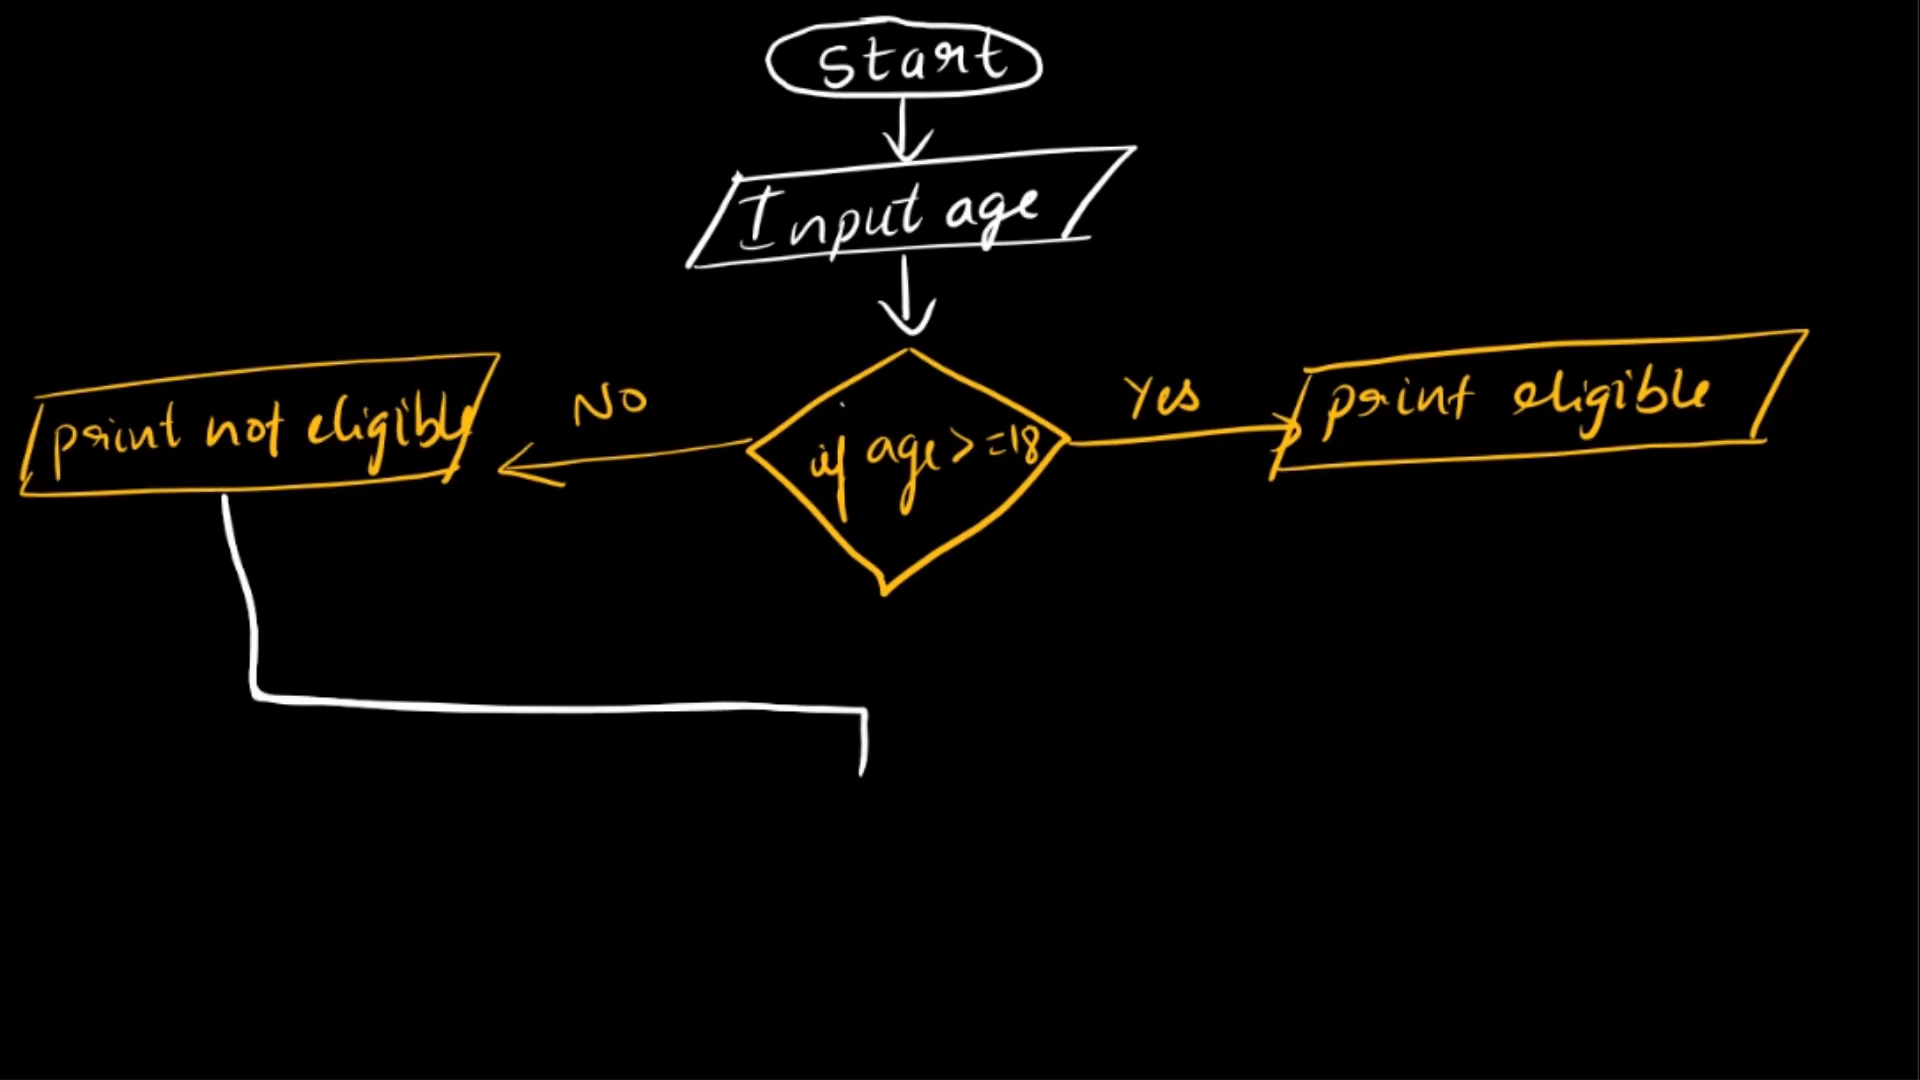 Start
Input age
if age >=18
No
Yes
print not eligible
print eligible